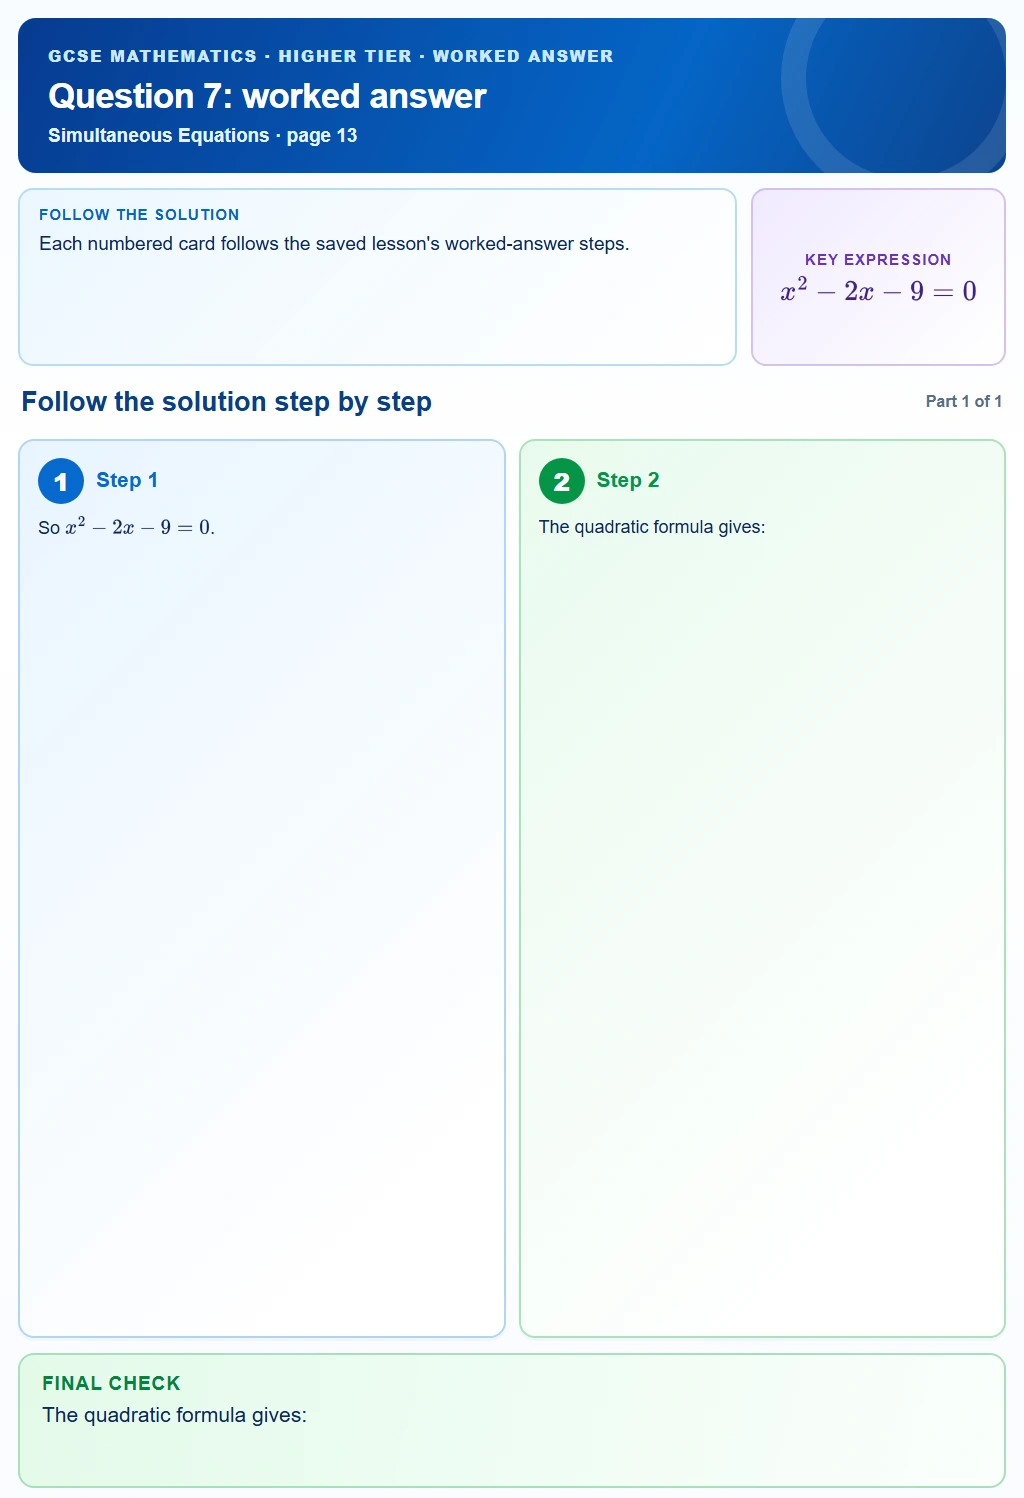 GCSE MATHEMATICS · HIGHER TIER · WORKED ANSWER
Question 7: worked answer
Simultaneous Equations · page 13
FOLLOW THE SOLUTION
Each numbered card follows the saved lesson's worked-answer steps.
KEY EXPRESSION
x² − 2x − 9 = 0
Follow the solution step by step
Part 1 of 1
1 Step 1
So x² − 2x − 9 = 0.
2 Step 2
The quadratic formula gives:
FINAL CHECK
The quadratic formula gives: